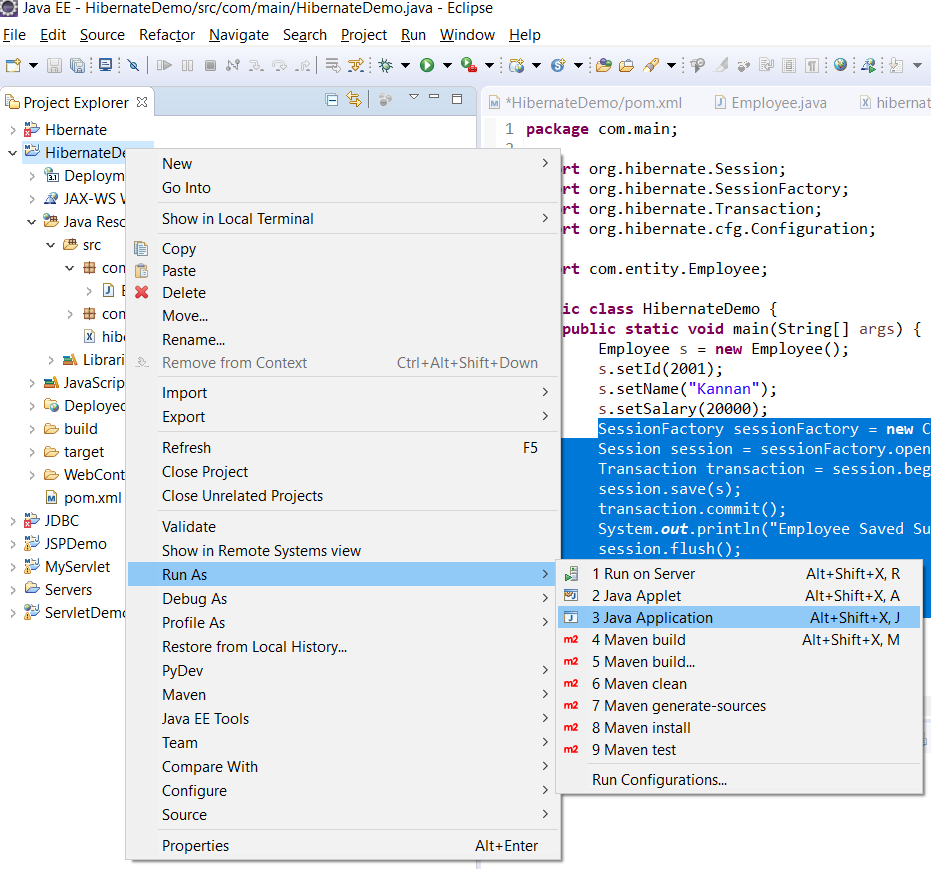 Java EE - HibernateDemo/src/com/main/HibernateDemo.java - Eclipse
File Edit Source Refactor Navigate Search Project Run Window Help
Project Explorer
Hbernate
HibernateDe
Deploym
JAX-WS
Java Resc
src
com
com
hibe
Librari
JavaScrip
Deployed
build
target
WebCont
pom.xml
JDBC
JSPDemo
MyServlet
Servers
ServletDemo
New
Go Into
Show in Local Terminal
Copy
Paste
Delete
Move...
Rename...
Remove from Context Ctrl+Alt+Shift+Down
Import
Export
Refresh F5
Close Project
Close Unrelated Projects
Validate
Show in Remote Systems view
Run As
Debug As
Profile As
Restore from Local History...
PyDev
Maven
Java EE Tools
Team
Compare With
Configure
Source
Properties Alt+Enter
1 Run on Server Alt+Shift+X, R
2 Java Applet Alt+Shift+X, A
3 Java Application Alt+Shift+X, J
4 Maven build Alt+Shift+X, M
5 Maven build...
6 Maven clean
7 Maven generate-sources
8 Maven install
9 Maven test
Run Configurations...
*HibernateDemo/pom.xml Employee.java hibernat
1 package com.main;
2
rt org.hibernate.Session;
rt org.hibernate.SessionFactory;
rt org.hibernate.Transaction;
rt org.hibernate.cfg.Configuration;
rt com.entity.Employee;
ic class HibernateDemo {
public static void main(String[] args) {
Employee s = new Employee();
s.setId(2001);
s.setName("Kannan");
s.setSalary(20000);
SessionFactory sessionFactory = new C
Session session = sessionFactory.open
Transaction transaction = session.beg
session.save(s);
transaction.commit();
System.out.println("Employee Saved Su
session.flush();